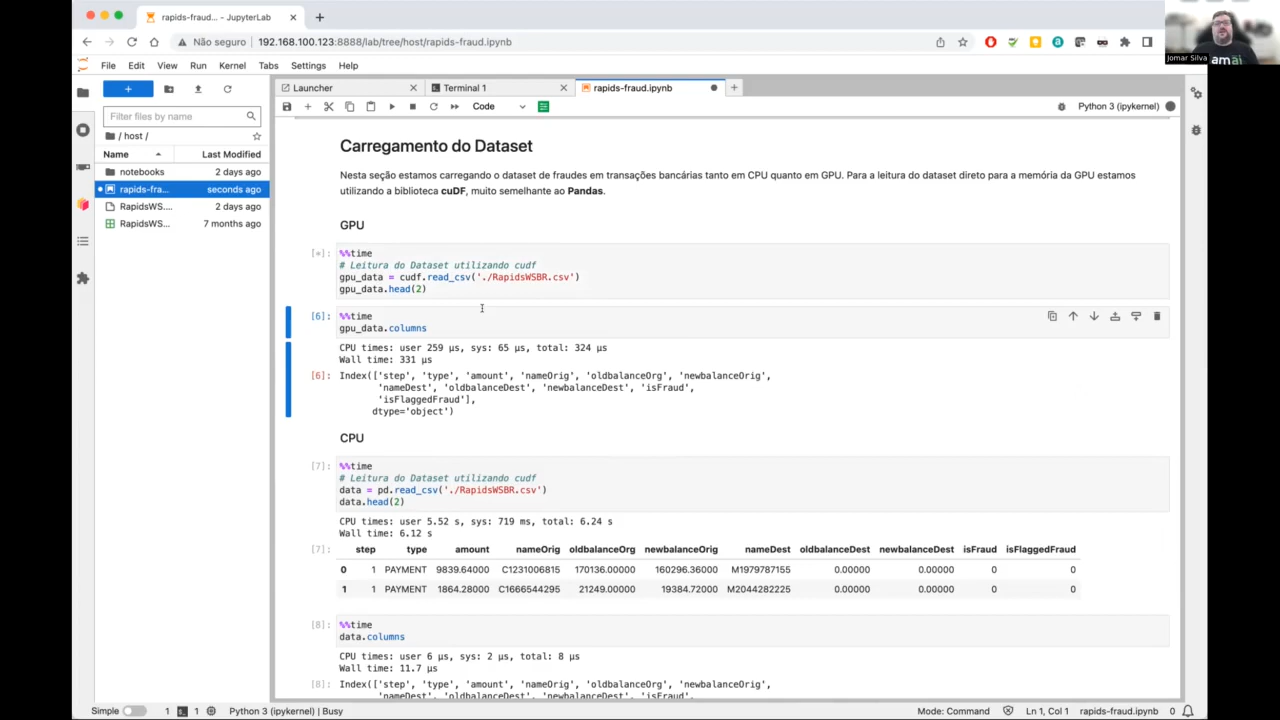 rapids-fraud... - JupyterLab
Não seguro
192.168.100.123:8888/lab/tree/host/rapids-fraud.ipynb
Jomar Silva
amai
File Edit View Run Kernel Tabs Settings Help
Launcher
Terminal 1
rapids-fraud.ipynb
Code
Python 3 (ipykernel)
Filter files by name
/ host /
Name Last Modified
notebooks 2 days ago
rapids-fra... seconds ago
RapidsWS.... 2 days ago
RapidsWS... 7 months ago
Carregamento do Dataset
Nesta seção estamos carregando o dataset de fraudes em transações bancárias tanto em CPU quanto em GPU. Para a leitura do dataset direto para a memória da GPU estamos
utilizando a biblioteca cuDF, muito semelhante ao Pandas.
GPU
[*]: %%time
# Leitura do Dataset utilizando cudf
gpu_data = cudf.read_csv('./RapidsWSBR.csv')
gpu_data.head(2)
[6]: %%time
gpu_data.columns
CPU times: user 259 µs, sys: 65 µs, total: 324 µs
Wall time: 331 µs
[6]: Index(['step', 'type', 'amount', 'nameOrig', 'oldbalanceOrg', 'newbalanceOrig',
'nameDest', 'oldbalanceDest', 'newbalanceDest', 'isFraud',
'isFlaggedFraud'],
dtype='object')
CPU
[7]: %%time
# Leitura do Dataset utilizando cudf
data = pd.read_csv('./RapidsWSBR.csv')
data.head(2)
CPU times: user 5.52 s, sys: 719 ms, total: 6.24 s
Wall time: 6.12 s
[7]: step type amount nameOrig oldbalanceOrg newbalanceOrig nameDest oldbalanceDest newbalanceDest isFraud isFlaggedFraud
0 1 PAYMENT 9839.64000 C1231006815 170136.00000 160296.36000 M1979787155 0.00000 0.00000 0 0
1 1 PAYMENT 1864.28000 C1666544295 21249.00000 19384.72000 M2044282225 0.00000 0.00000 0 0
[8]: %%time
data.columns
CPU times: user 6 µs, sys: 2 µs, total: 8 µs
Wall time: 11.7 µs
[8]: Index(['step', 'type', 'amount', 'nameOrig', 'oldbalanceOrg', 'newbalanceOrig',
'nameDest', 'oldbalanceDest', 'newbalanceDest', 'isFraud',
Simple 1 1 Python 3 (ipykernel) | Busy Mode: Command Ln 1, Col 1 rapids-fraud.ipynb 0